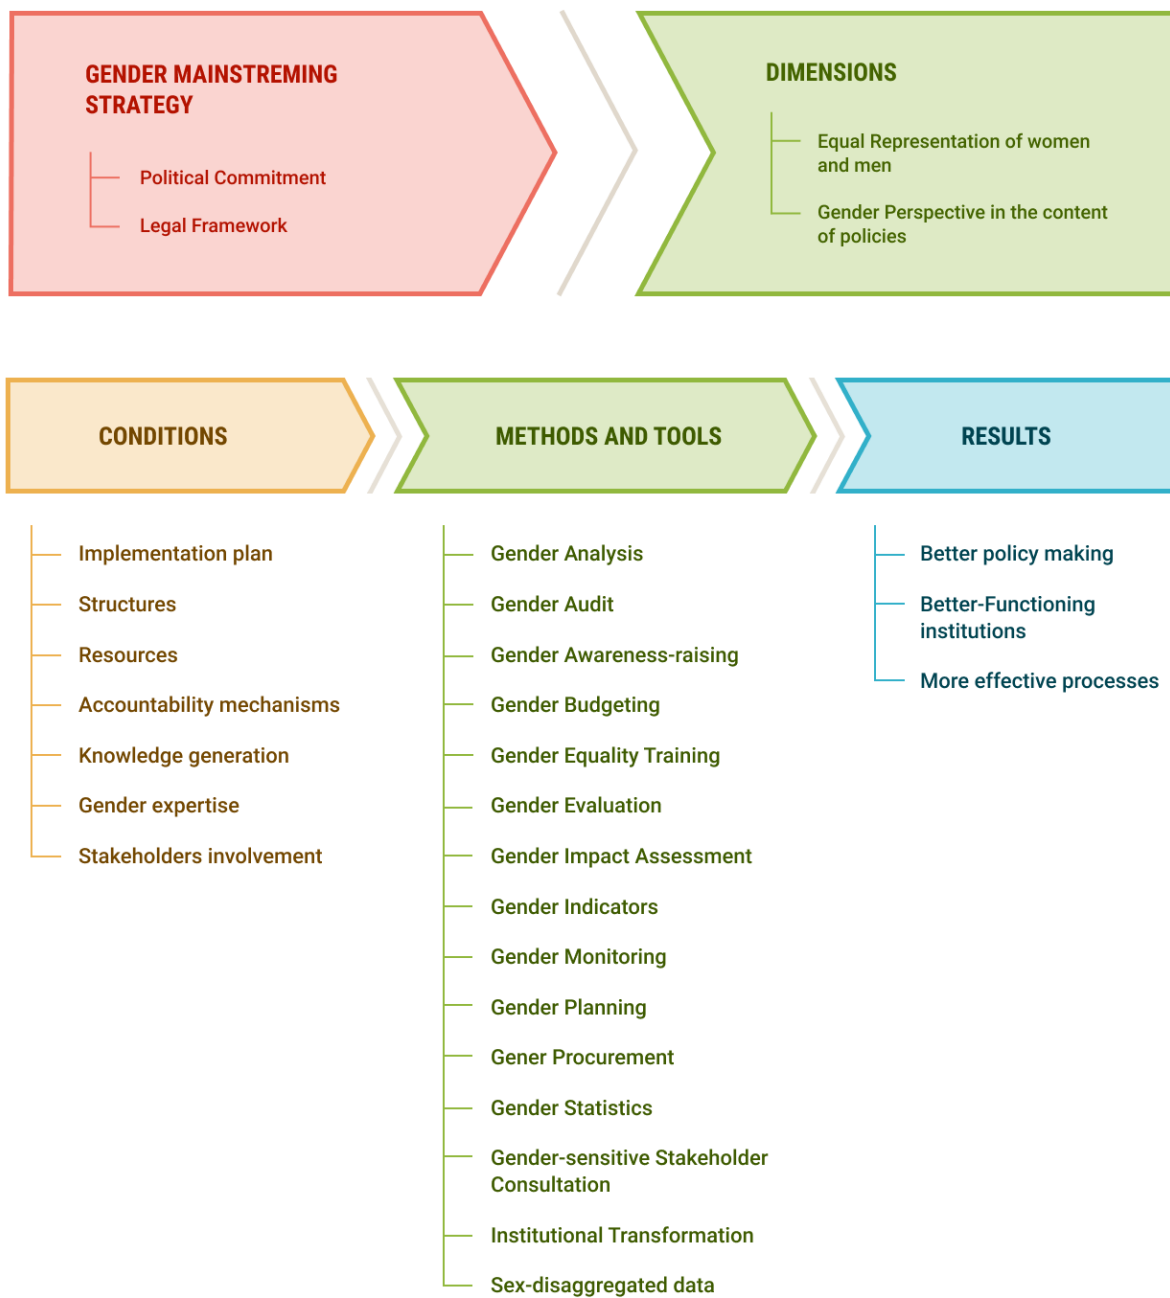 GENDER MAINSTREMING
STRATEGY
Political Commitment
Legal Framework
DIMENSIONS
Equal Representation of women
and men
Gender Perspective in the content
of policies
CONDITIONS
Implementation plan
Structures
Resources
Accountability mechanisms
Knowledge generation
Gender expertise
Stakeholders involvement
METHODS AND TOOLS
Gender Analysis
Gender Audit
Gender Awareness-raising
Gender Budgeting
Gender Equality Training
Gender Evaluation
Gender Impact Assessment
Gender Indicators
Gender Monitoring
Gender Planning
Gener Procurement
Gender Statistics
Gender-sensitive Stakeholder
Consultation
Institutional Transformation
Sex-disaggregated data
RESULTS
Better policy making
Better-Functioning
institutions
More effective processes